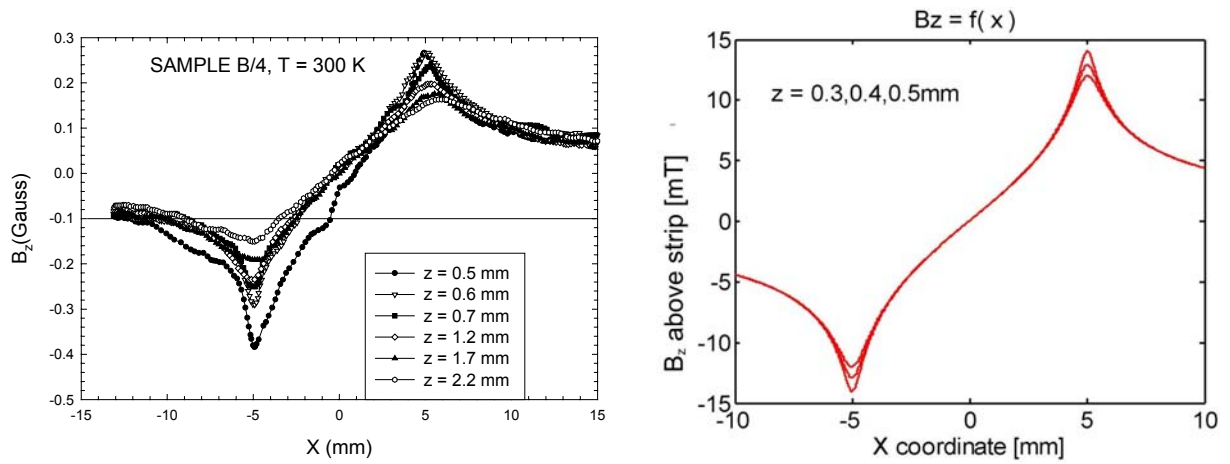 SAMPLE B/4, T = 300 K
B_z(Gauss)
0.3
0.2
0.1
0.0
-0.1
-0.2
-0.3
-0.4
-0.5
z = 0.5 mm
z = 0.6 mm
z = 0.7 mm
z = 1.2 mm
z = 1.7 mm
z = 2.2 mm
-15 -10 -5 0 5 10 15
X (mm)
Bz = f( x )
z = 0.3,0.4,0.5mm
B_z above strip [mT]
15
10
5
0
-5
-10
-15
-10 -5 0 5 10
X coordinate [mm]